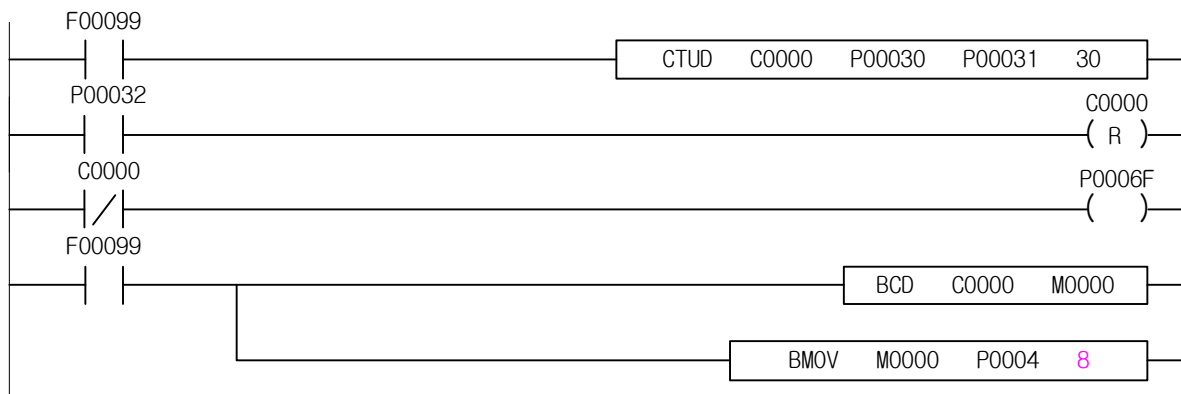 F00099
CTUD C0000 P00030 P00031 30
P00032
C0000
( R )
C0000
P0006F
( )
F00099
BCD C0000 M0000
BMOV M0000 P0004 8